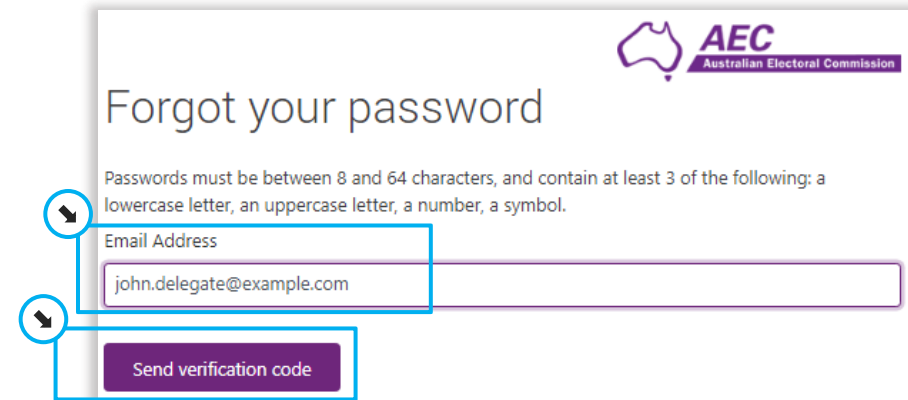 AEC
Australian Electoral Commission
Forgot your password
Passwords must be between 8 and 64 characters, and contain at least 3 of the following: a
lowercase letter, an uppercase letter, a number, a symbol.
Email Address
john.delegate@example.com
Send verification code